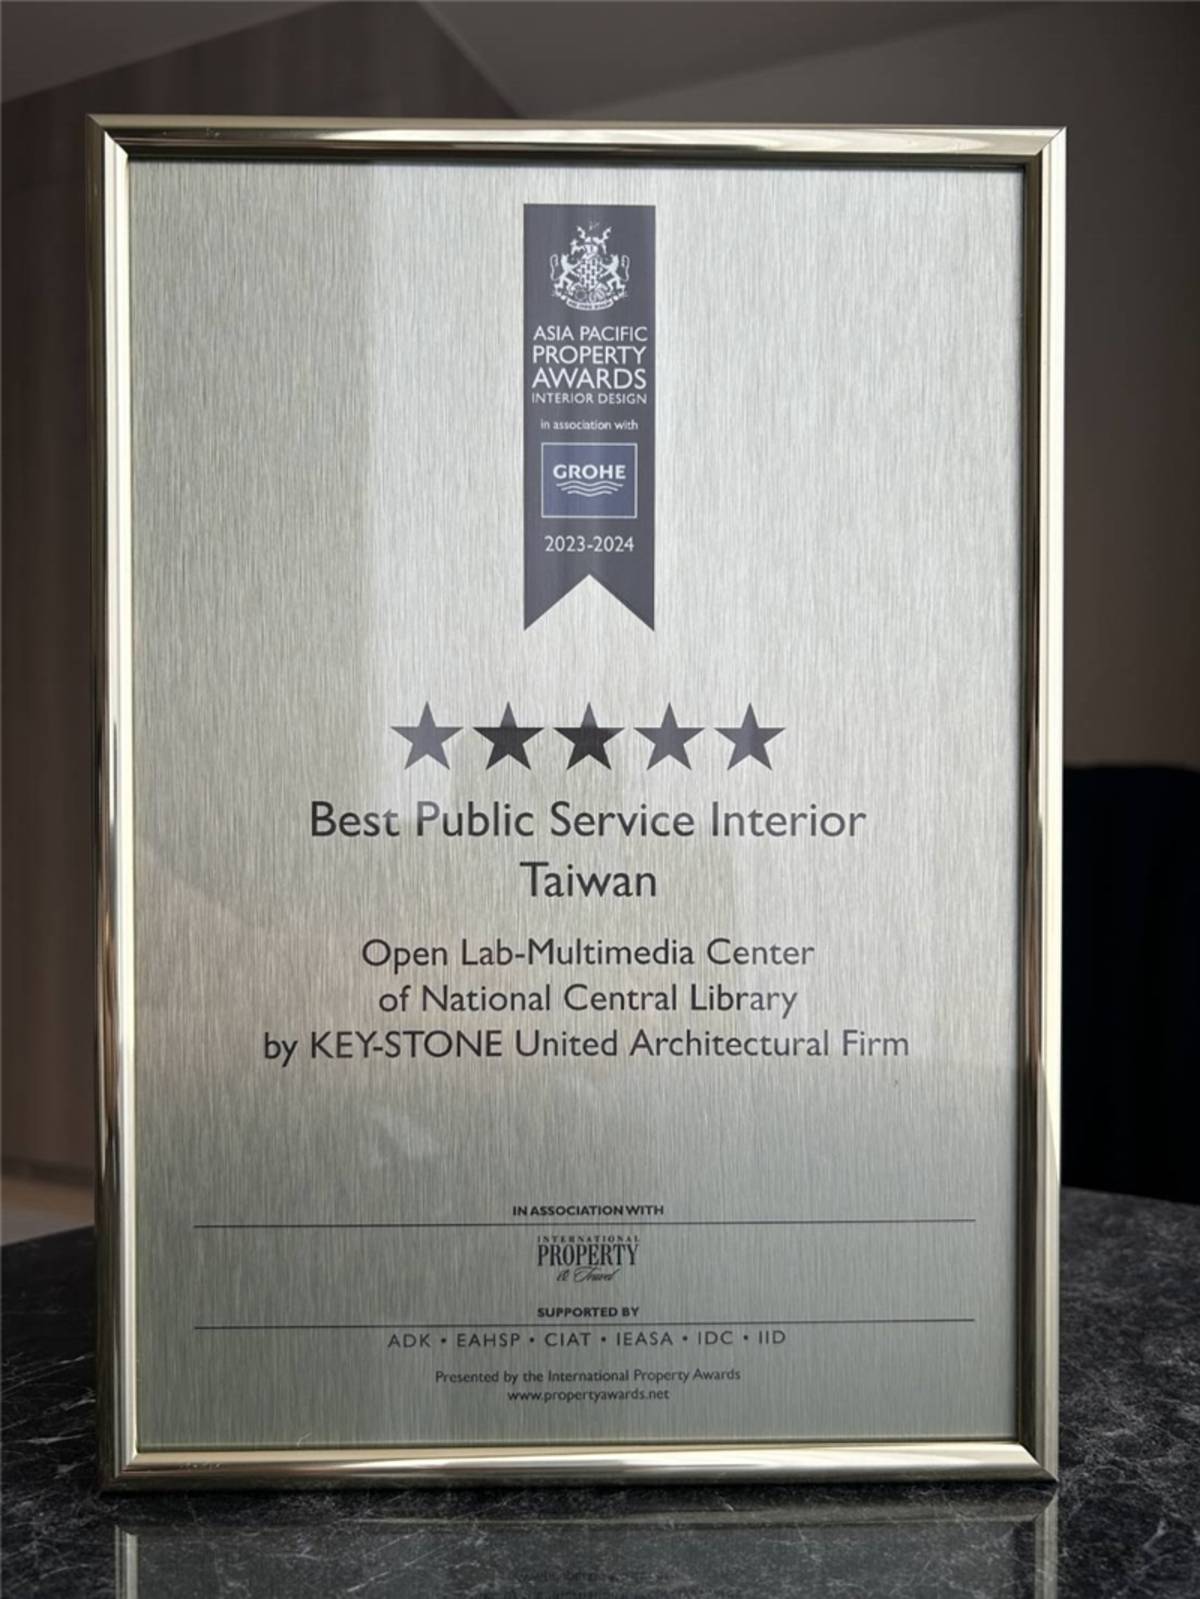 ASIA PACIFIC
PROPERTY
AWARDS
INTERIOR DESIGN
in association with
GROHE
2023-2024
Best Public Service Interior
Taiwan
Open Lab-Multimedia Center
of National Central Library
by KEY-STONE United Architectural Firm
IN ASSOCIATION WITH
INTERNATIONAL
PROPERTY
& Travel
SUPPORTED BY
ADK • EAHSP • CIAT • IEASA • IDC • IID
Presented by the International Property Awards
www.propertyawards.net